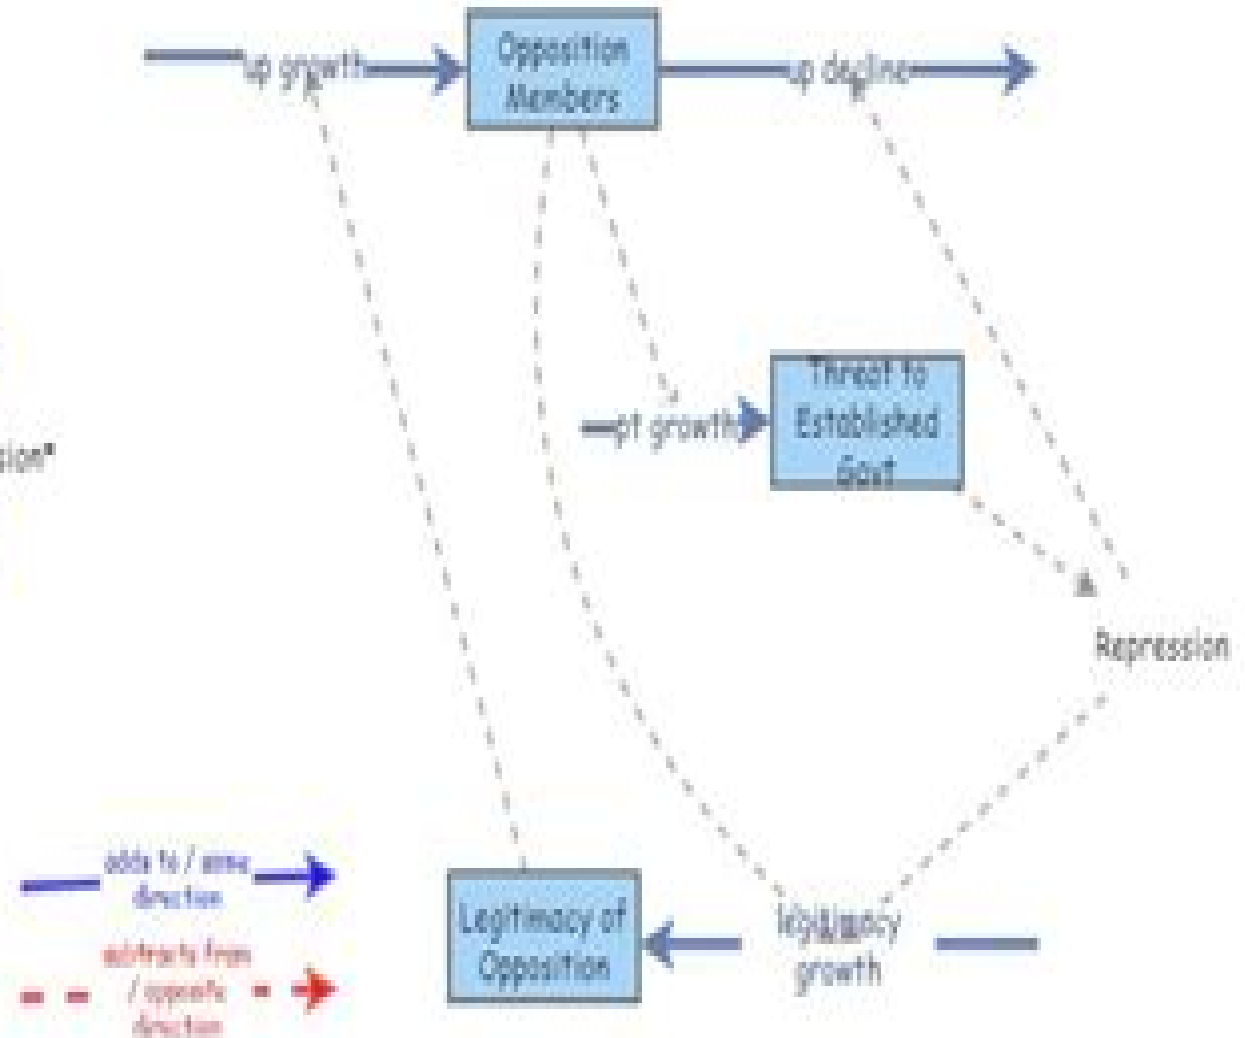 up growth
Opposition
Members
up decline
Threat to
Established
Govt
pt growth
sion*
Repression
adds to / same
direction
Legitimacy of
Opposition
legitimacy
growth
subtracts from
/ opposite
direction